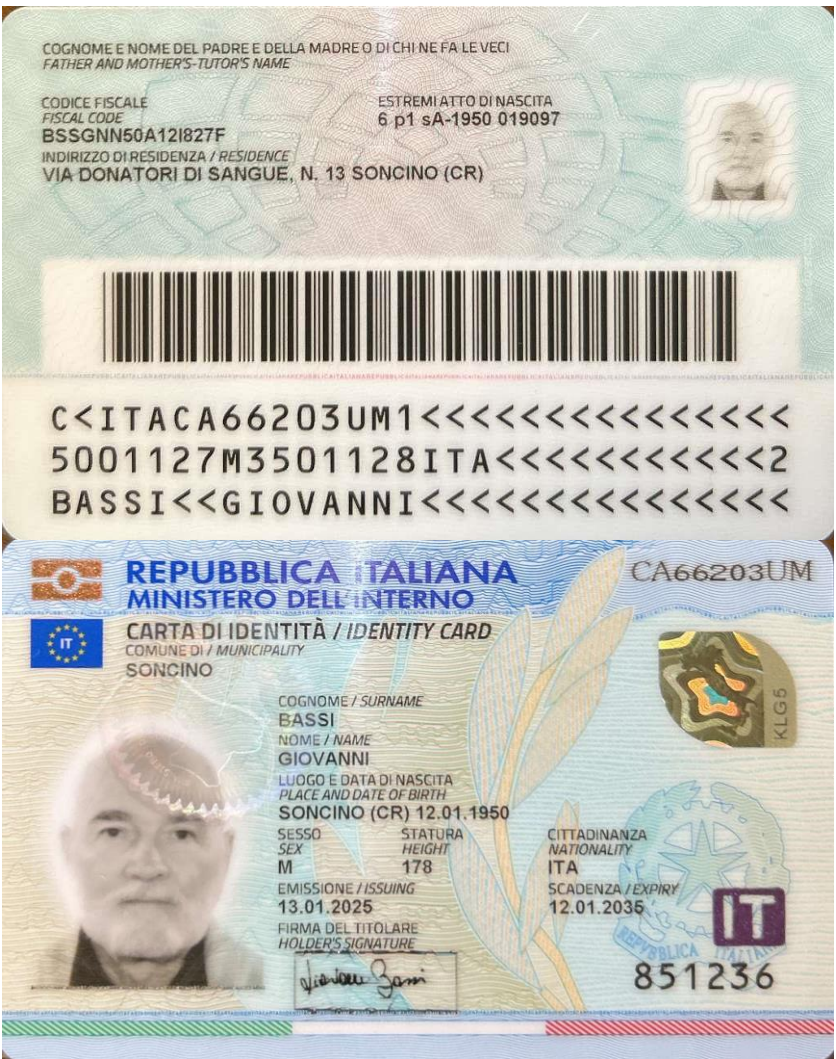 COGNOME E NOME DEL PADRE E DELLA MADRE O DI CHI NE FA LE VECI
FATHER AND MOTHER'S-TUTOR'S NAME
CODICE FISCALE
FISCAL CODE
BSSGNN50A12I827F
ESTREMI ATTO DI NASCITA
6 p1 sA-1950 019097
INDIRIZZO DI RESIDENZA / RESIDENCE
VIA DONATORI DI SANGUE, N. 13 SONCINO (CR)
C<ITACA66203UM1<<<<<<<<<<<<<<<
5001127M3501128ITA<<<<<<<<<<<2
BASSI<<GIOVANNI<<<<<<<<<<<<<<<
REPUBBLICA ITALIANA
MINISTERO DELL'INTERNO
CA66203UM
IT
CARTA DI IDENTITÀ / IDENTITY CARD
COMUNE DI / MUNICIPALITY
SONCINO
KLG5
COGNOME / SURNAME
BASSI
NOME / NAME
GIOVANNI
LUOGO E DATA DI NASCITA
PLACE AND DATE OF BIRTH
SONCINO (CR) 12.01.1950
SESSO
SEX
M
STATURA
HEIGHT
178
CITTADINANZA
NATIONALITY
ITA
EMISSIONE / ISSUING
13.01.2025
SCADENZA / EXPIRY
12.01.2035
FIRMA DEL TITOLARE
HOLDER'S SIGNATURE
IT
REPVBBLICA ITALIANA
851236